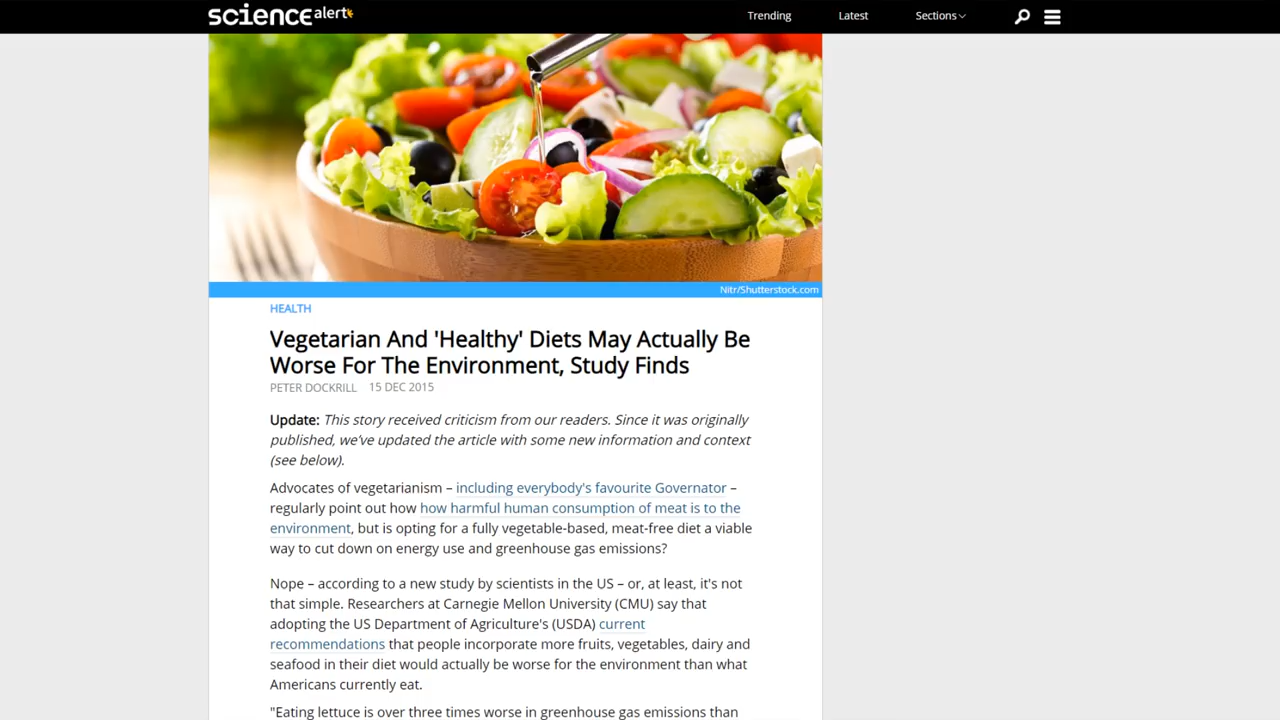 sciencealert
Trending
Latest
Sections
Nitr/Shutterstock.com
HEALTH
Vegetarian And 'Healthy' Diets May Actually Be
Worse For The Environment, Study Finds
PETER DOCKRILL 15 DEC 2015
Update: This story received criticism from our readers. Since it was originally
published, we've updated the article with some new information and context
(see below).
Advocates of vegetarianism – including everybody's favourite Governator –
regularly point out how how harmful human consumption of meat is to the
environment, but is opting for a fully vegetable-based, meat-free diet a viable
way to cut down on energy use and greenhouse gas emissions?
Nope – according to a new study by scientists in the US – or, at least, it's not
that simple. Researchers at Carnegie Mellon University (CMU) say that
adopting the US Department of Agriculture's (USDA) current
recommendations that people incorporate more fruits, vegetables, dairy and
seafood in their diet would actually be worse for the environment than what
Americans currently eat.
"Eating lettuce is over three times worse in greenhouse gas emissions than